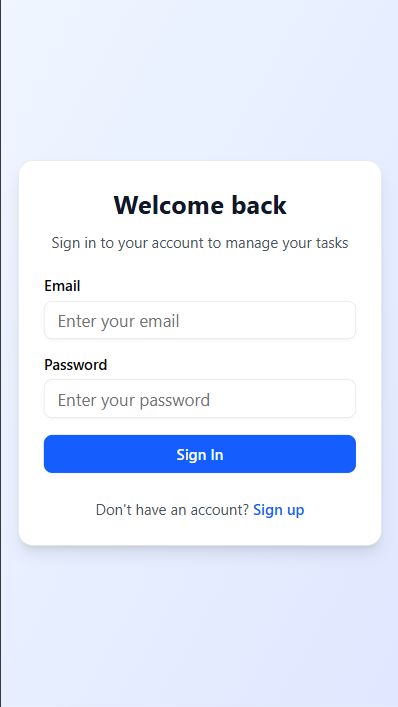 Welcome back
Sign in to your account to manage your tasks
Email
Enter your email
Password
Enter your password
Sign In
Don't have an account? Sign up